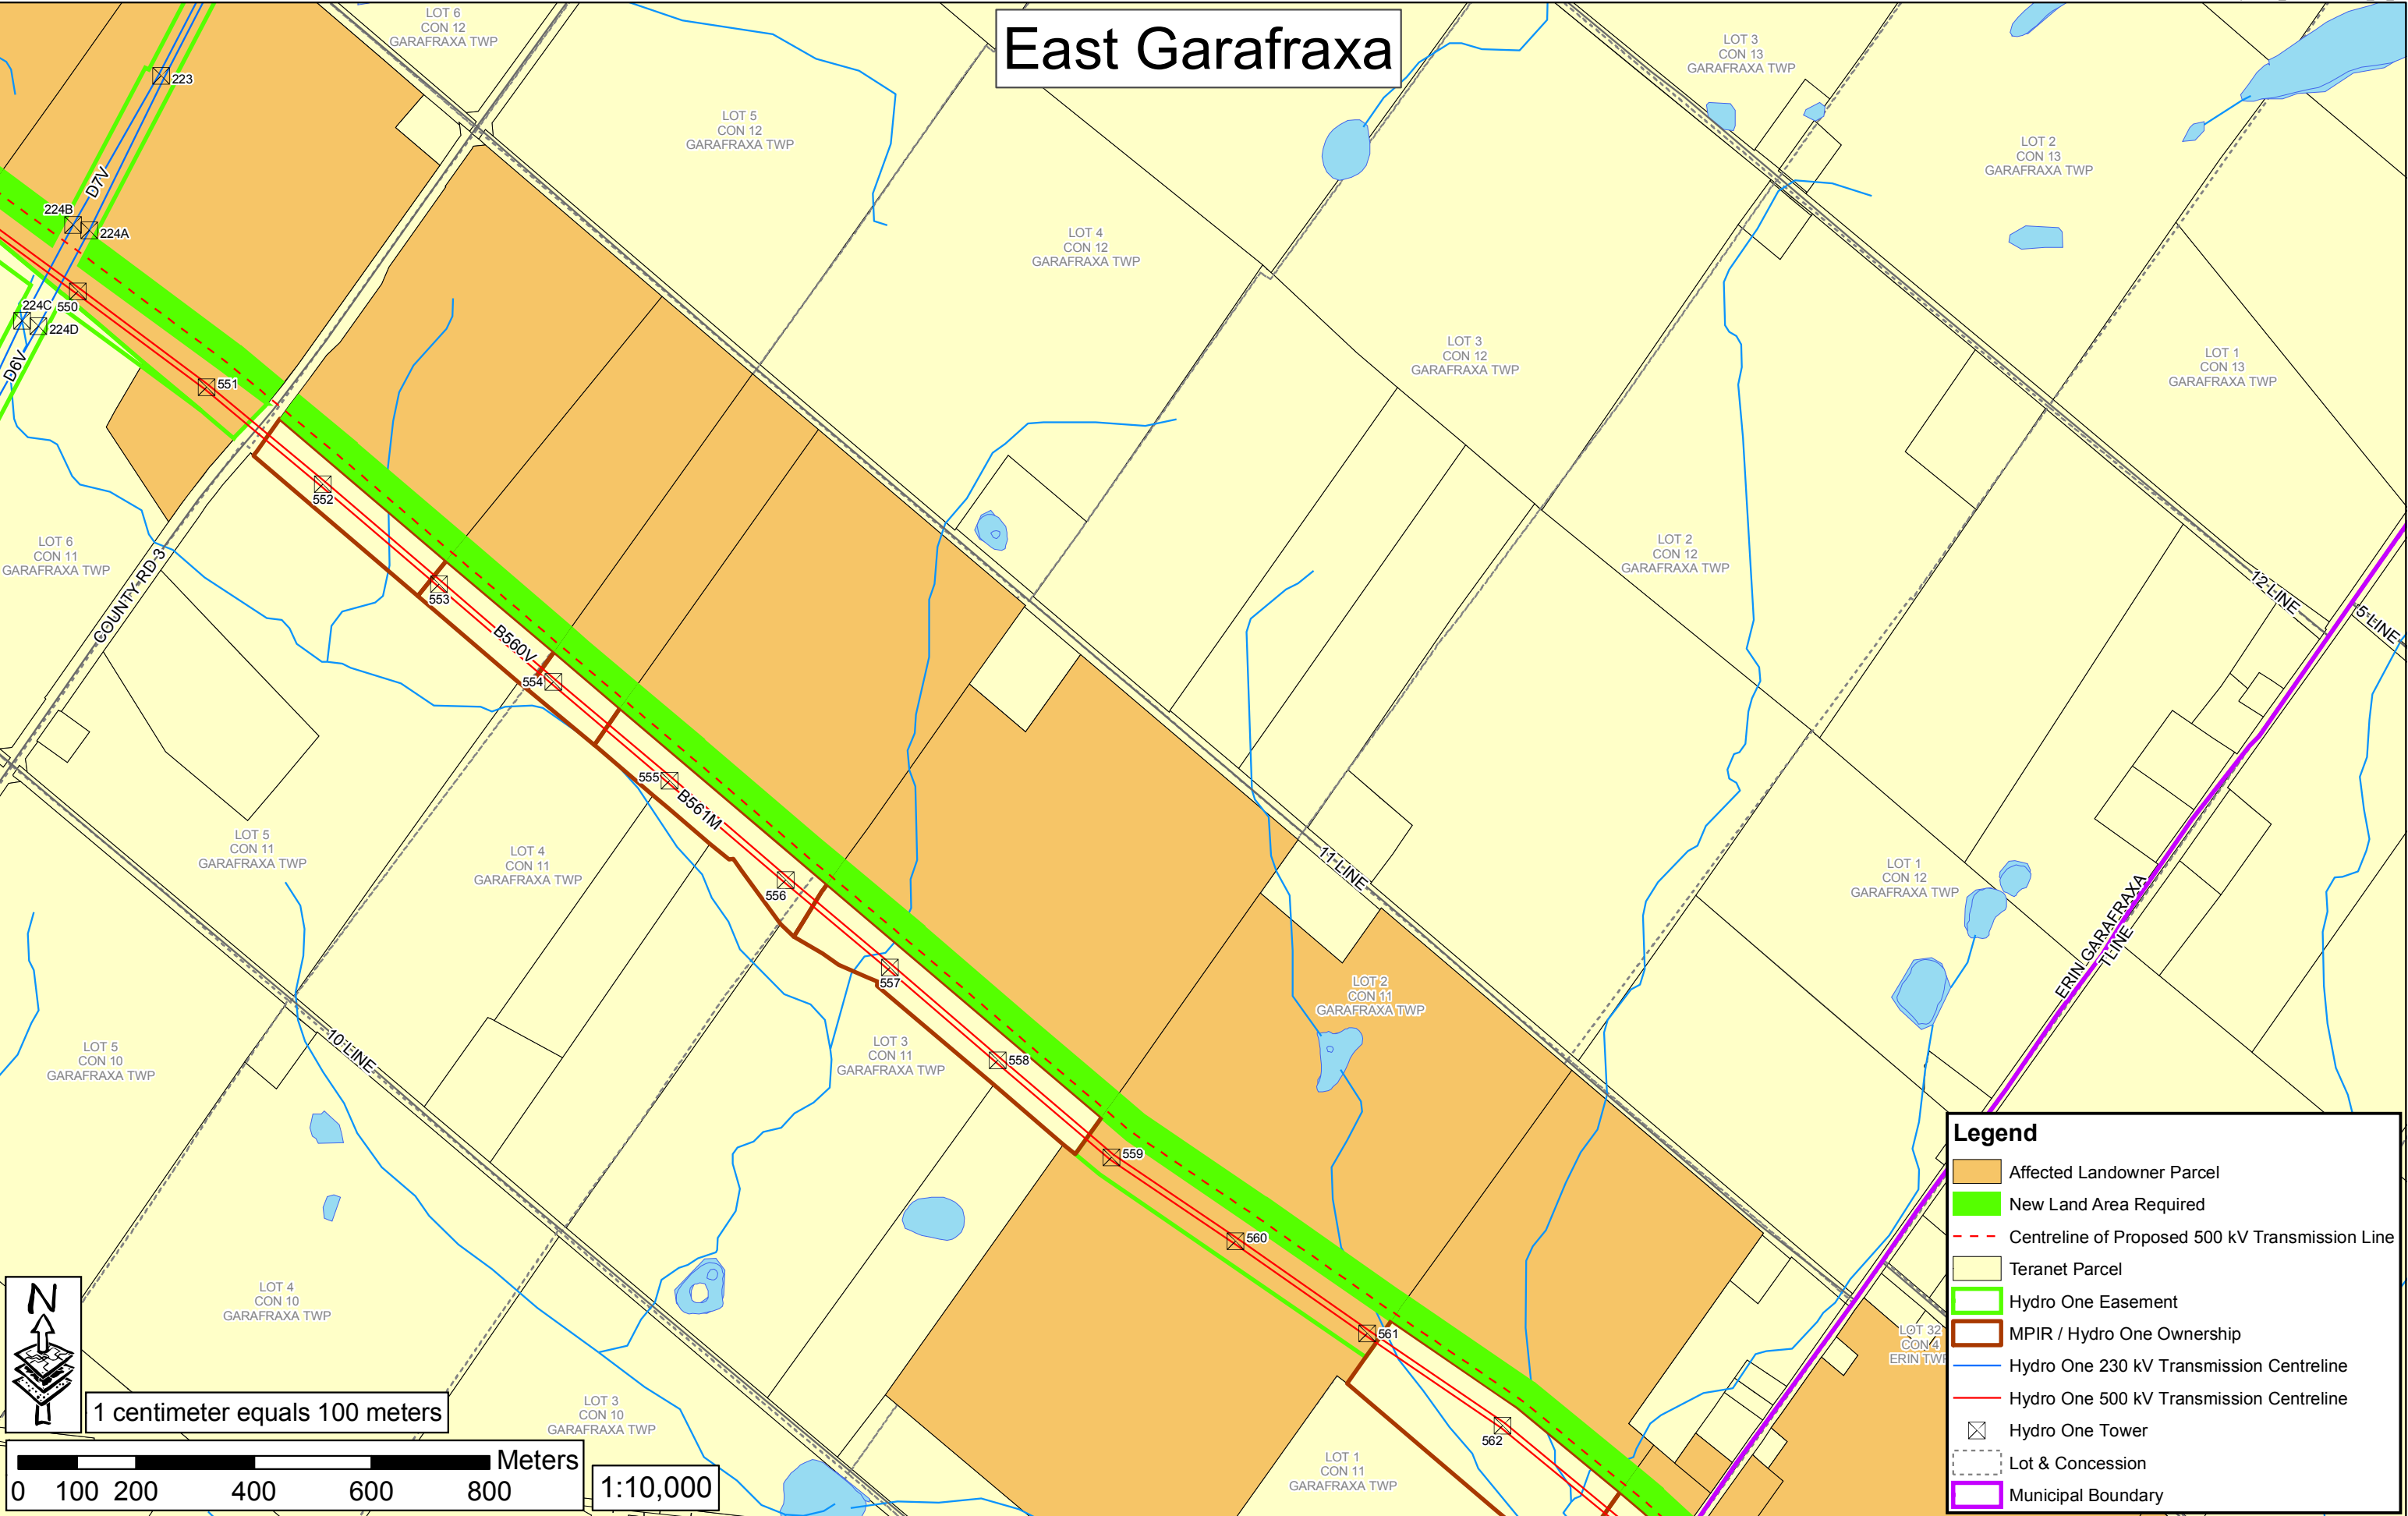 East Garafraxa
LOT 6
CON 12
GARAFRAXA TWP
LOT 5
CON 12
GARAFRAXA TWP
LOT 4
CON 12
GARAFRAXA TWP
LOT 3
CON 12
GARAFRAXA TWP
LOT 2
CON 12
GARAFRAXA TWP
LOT 1
CON 12
GARAFRAXA TWP
LOT 3
CON 13
GARAFRAXA TWP
LOT 2
CON 13
GARAFRAXA TWP
LOT 1
CON 13
GARAFRAXA TWP
223
D7V
224B
224A
224C
550
224D
D6V
551
552
553
B560V
554
555
B561M
556
557
558
559
560
561
562
COUNTY RD-3
10 LINE
11 LINE
12 LINE
5 LINE
ERIN GARAFRAXA
TLINE
LOT 6
CON 11
GARAFRAXA TWP
LOT 5
CON 11
GARAFRAXA TWP
LOT 4
CON 11
GARAFRAXA TWP
LOT 3
CON 11
GARAFRAXA TWP
LOT 2
CON 11
GARAFRAXA TWP
LOT 1
CON 11
GARAFRAXA TWP
LOT 5
CON 10
GARAFRAXA TWP
LOT 4
CON 10
GARAFRAXA TWP
LOT 3
CON 10
GARAFRAXA TWP
LOT 32
CON 4
ERIN TW
N
1 centimeter equals 100 meters
Meters
0 100 200 400 600 800
1:10,000
Legend
Affected Landowner Parcel
New Land Area Required
Centreline of Proposed 500 kV Transmission Line
Teranet Parcel
Hydro One Easement
MPIR / Hydro One Ownership
Hydro One 230 kV Transmission Centreline
Hydro One 500 kV Transmission Centreline
Hydro One Tower
Lot & Concession
Municipal Boundary